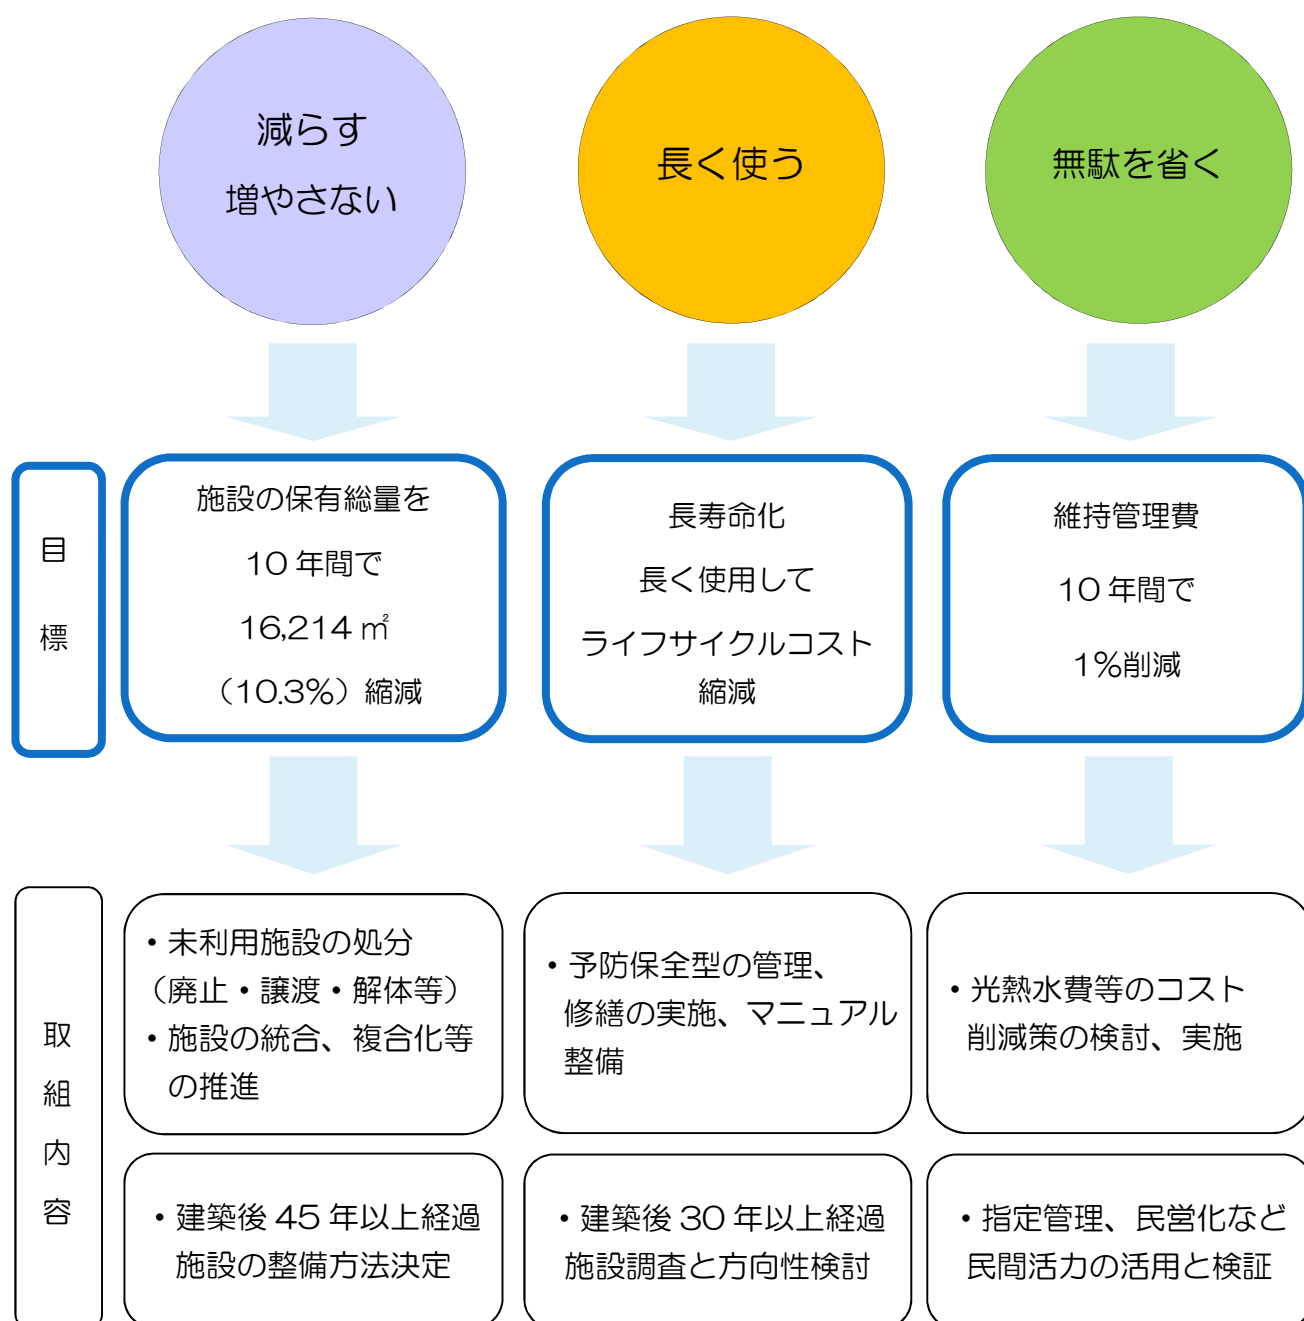 減らす
増やさない
長く使う
無駄を省く
目
標
施設の保有総量を
10年間で
16,214㎡
（10.3%）縮減
長寿命化
長く使用して
ライフサイクルコスト
縮減
維持管理費
10年間で
1%削減
取
組
内
容
・未利用施設の処分
（廃止・譲渡・解体等）
・施設の統合、複合化等
の推進
・予防保全型の管理、
修繕の実施、マニュアル
整備
・光熱水費等のコスト
削減策の検討、実施
・建築後45年以上経過
施設の整備方法決定
・建築後30年以上経過
施設調査と方向性検討
・指定管理、民営化など
民間活力の活用と検証